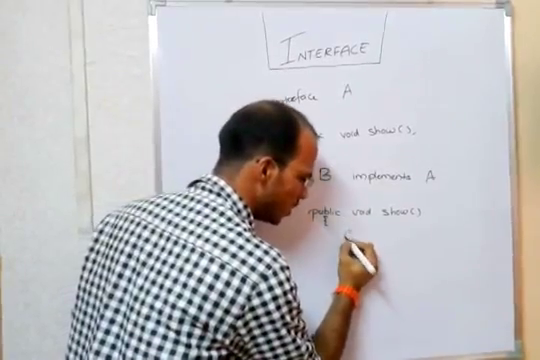 INTERFACE
A
void show();
B implements A
public void show()
{